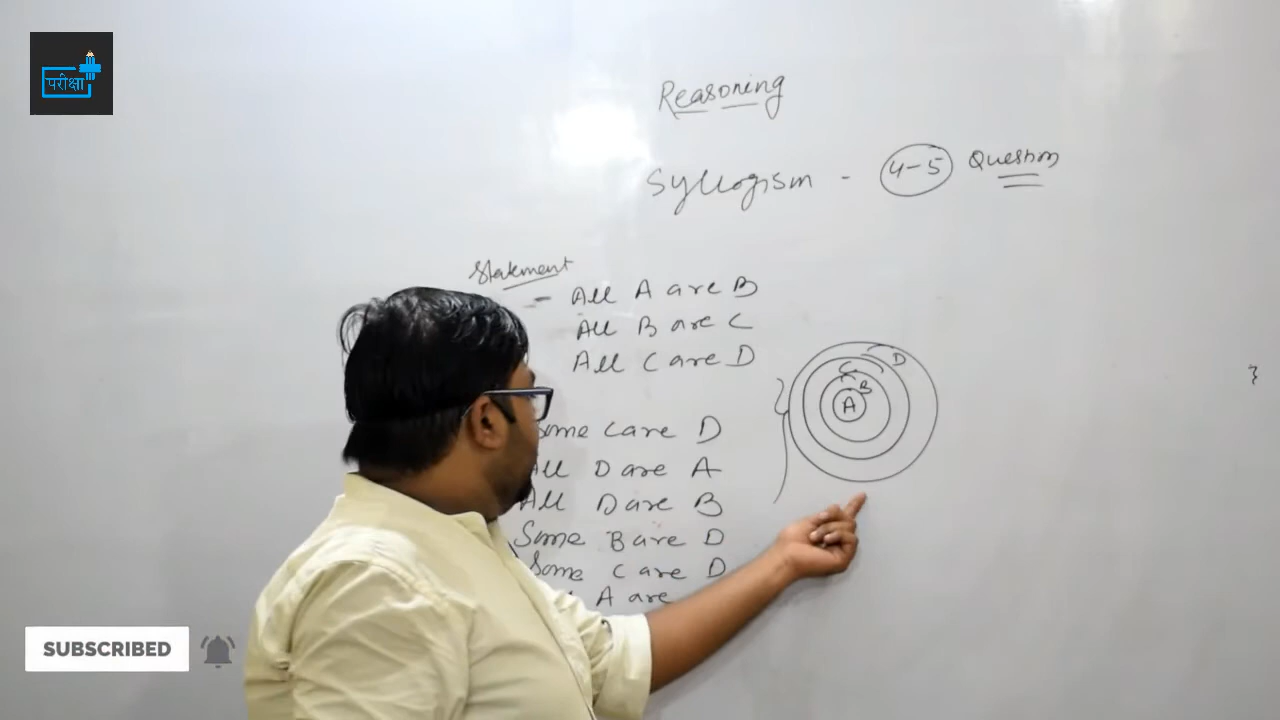 परीक्षा
Reasoning
Syllogism - 4-5 Question
Statement
- All A are B
All B are C
All C are D
D
C
B
A
Some C are D
All D are A
All D are B
Some B are D
Some C are D
A are
}
SUBSCRIBED